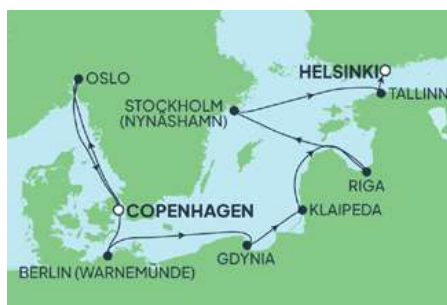 OSLO
HELSINKI
TALLINN
STOCKHOLM
(NYNÄSHAMN)
RIGA
COPENHAGEN
KLAIPEDA
GDYNIA
BERLIN (WARNEMÜNDE)